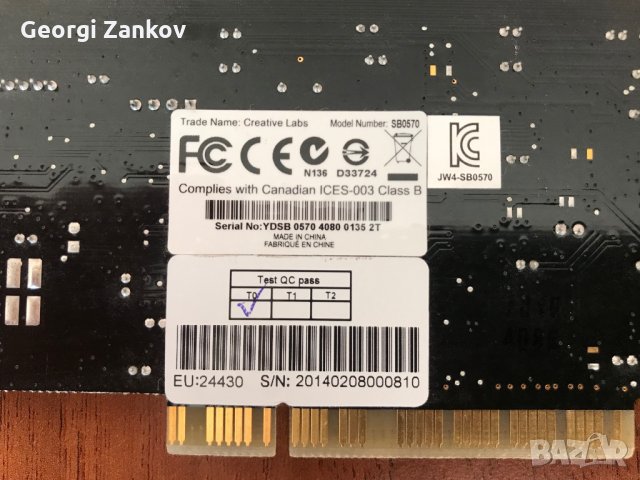 Georgi Zankov
Trade Name: Creative Labs Model Number: SB0570
FC CE N136 D33724
JW4-SB0570
Complies with Canadian ICES-003 Class B
Serial No:YDSB 0570 4080 0135 2T
MADE IN CHINA
FABRIQUÉ EN CHINE
Test QC pass
T0 T1 T2
EU:24430 S/N: 20140208000810
BAZAR